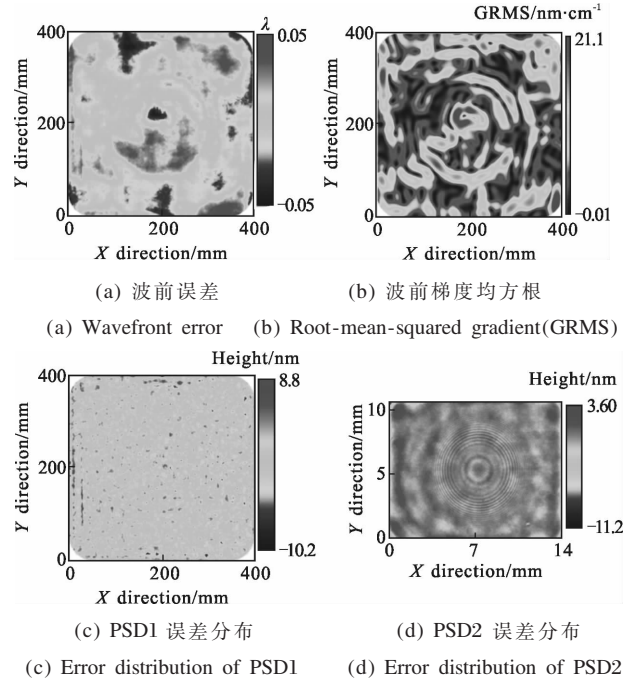 λ
0.05
−0.05
400
200
0
0 200 400
Y direction/mm
X direction/mm
GRMS/nm·cm⁻¹
21.1
−0.01
400
200
0
0 200 400
Y direction/mm
X direction/mm
(a) 波前误差
(b) 波前梯度均方根
(a) Wavefront error
(b) Root-mean-squared gradient(GRMS)
Height/nm
8.8
−10.2
400
200
0
0 200 400
Y direction/mm
X direction/mm
Height/nm
3.60
−11.2
10
5
0
0 7 14
Y direction/mm
X direction/mm
(c) PSD1 误差分布
(d) PSD2 误差分布
(c) Error distribution of PSD1
(d) Error distribution of PSD2